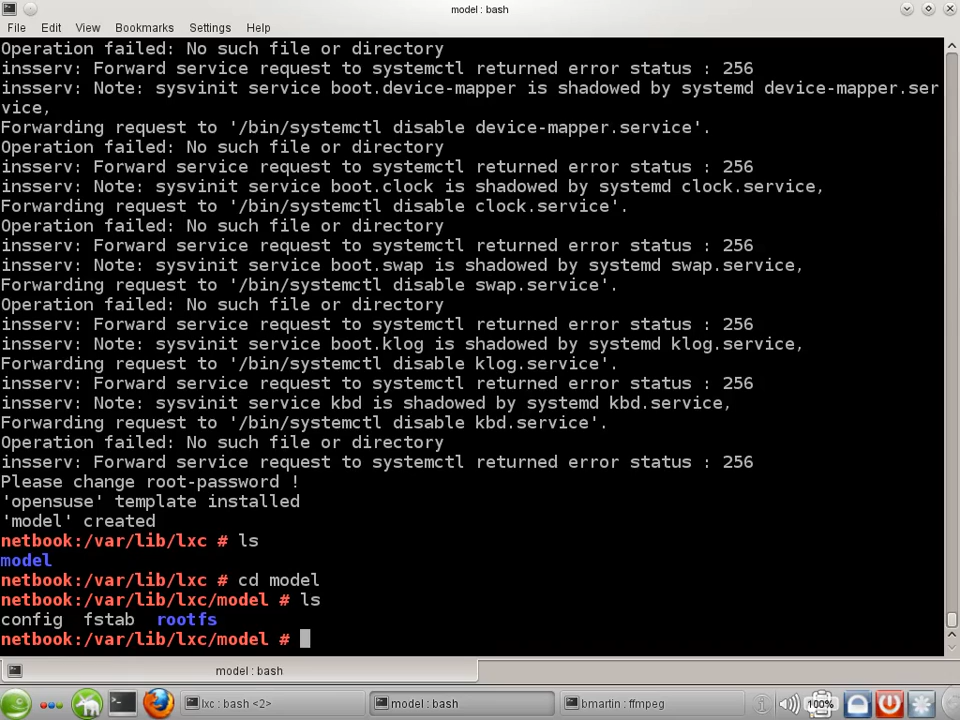 model : bash
File Edit View Bookmarks Settings Help
Operation failed: No such file or directory
insserv: Forward service request to systemctl returned error status : 256
insserv: Note: sysvinit service boot.device-mapper is shadowed by systemd device-mapper.ser
vice,
Forwarding request to '/bin/systemctl disable device-mapper.service'.
Operation failed: No such file or directory
insserv: Forward service request to systemctl returned error status : 256
insserv: Note: sysvinit service boot.clock is shadowed by systemd clock.service,
Forwarding request to '/bin/systemctl disable clock.service'.
Operation failed: No such file or directory
insserv: Forward service request to systemctl returned error status : 256
insserv: Note: sysvinit service boot.swap is shadowed by systemd swap.service,
Forwarding request to '/bin/systemctl disable swap.service'.
Operation failed: No such file or directory
insserv: Forward service request to systemctl returned error status : 256
insserv: Note: sysvinit service boot.klog is shadowed by systemd klog.service,
Forwarding request to '/bin/systemctl disable klog.service'.
insserv: Forward service request to systemctl returned error status : 256
insserv: Note: sysvinit service kbd is shadowed by systemd kbd.service,
Forwarding request to '/bin/systemctl disable kbd.service'.
Operation failed: No such file or directory
insserv: Forward service request to systemctl returned error status : 256
Please change root-password !
'opensuse' template installed
'model' created
netbook:/var/lib/lxc # ls
model
netbook:/var/lib/lxc # cd model
netbook:/var/lib/lxc/model # ls
config fstab rootfs
netbook:/var/lib/lxc/model #
model : bash
lxc : bash <2> model : bash bmartin : ffmpeg 100%